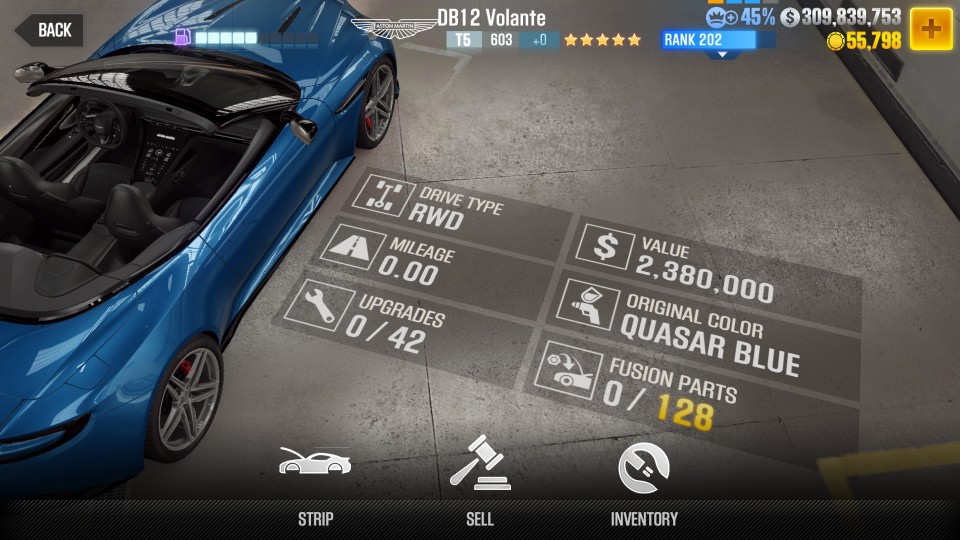 BACK
ASTON MARTIN
DB12 Volante
T5 603 +0
RANK 202
45%
$ 309,839,753
55,798
DRIVE TYPE
RWD
MILEAGE
0.00
UPGRADES
0 / 42
$ VALUE
2,380,000
ORIGINAL COLOR
QUASAR BLUE
FUSION PARTS
0 / 128
STRIP
SELL
INVENTORY